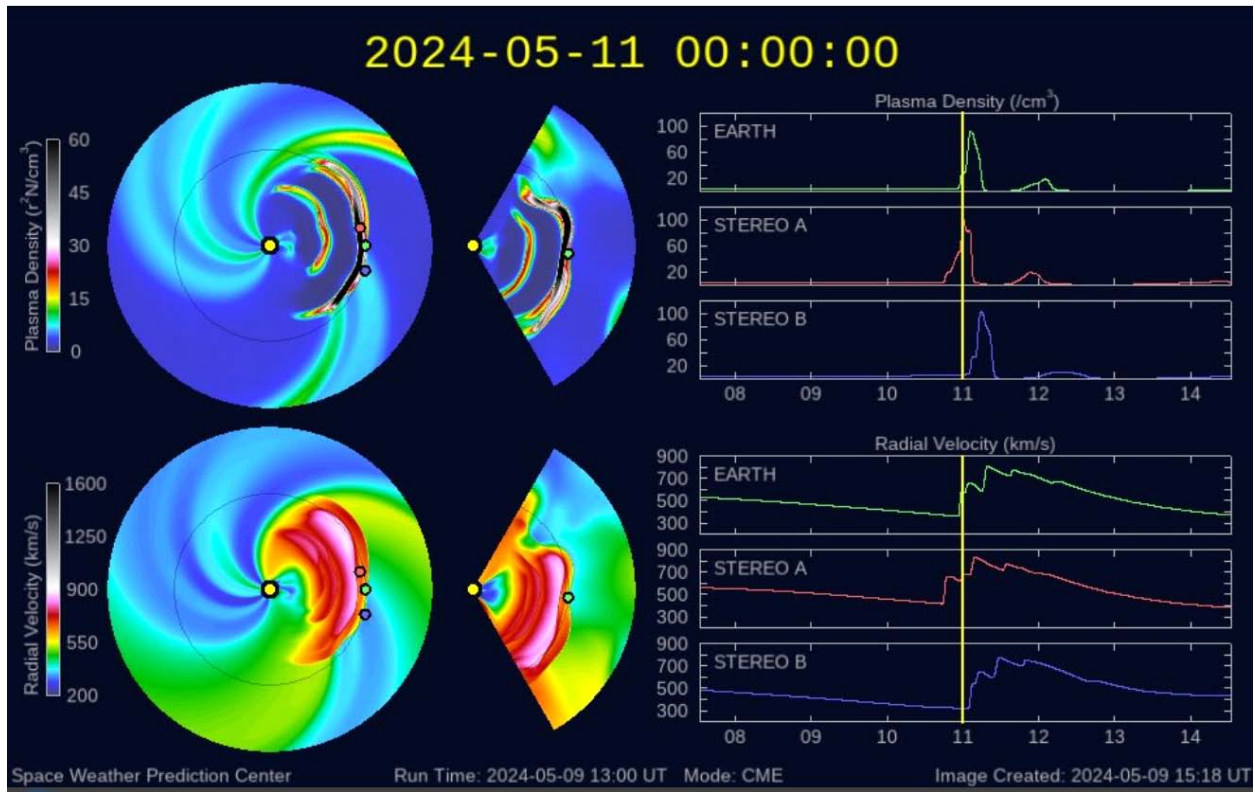 2024-05-11 00:00:00
Plasma Density (r²N/cm³)
60
45
30
15
0
Plasma Density (/cm³)
EARTH
100
60
20
STEREO A
100
60
20
STEREO B
100
60
20
08 09 10 11 12 13 14
Radial Velocity (km/s)
1600
1250
900
550
200
Radial Velocity (km/s)
EARTH
900
700
500
300
STEREO A
900
700
500
300
STEREO B
900
700
500
300
08 09 10 11 12 13 14
Space Weather Prediction Center Run Time: 2024-05-09 13:00 UT Mode: CME Image Created: 2024-05-09 15:18 UT